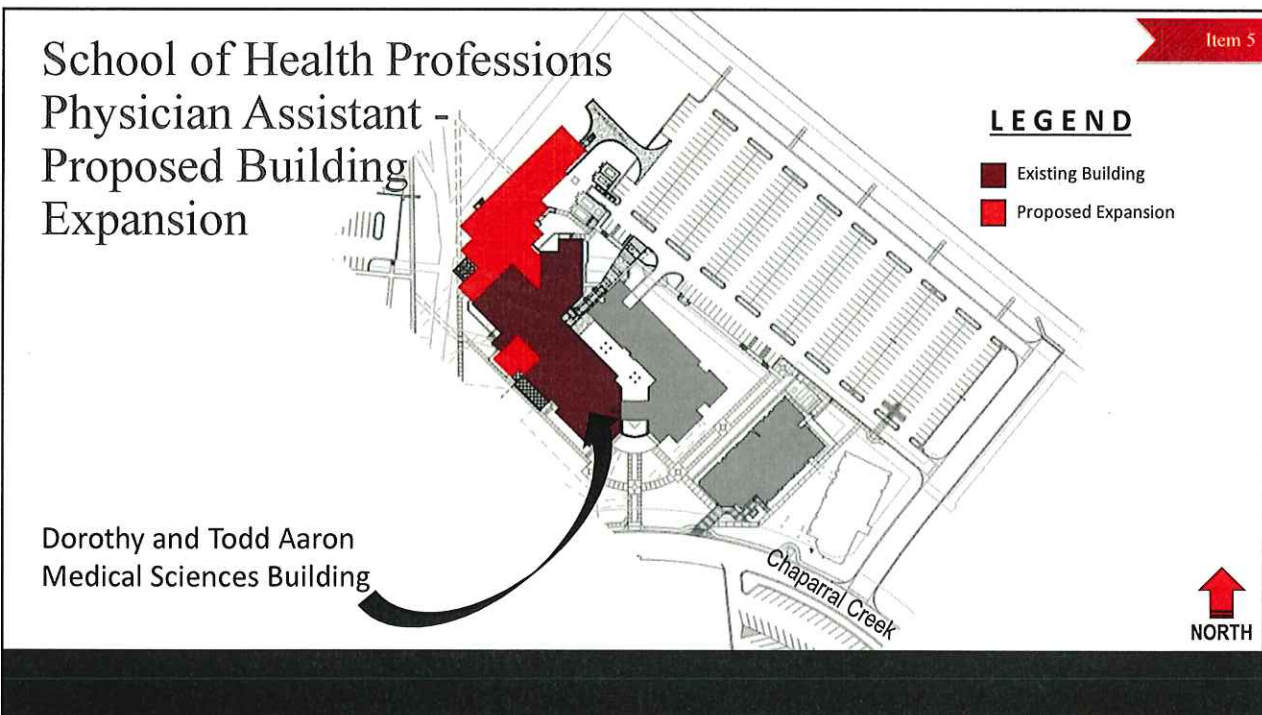 School of Health Professions
Physician Assistant -
Proposed Building
Expansion
Item 5
LEGEND
Existing Building
Proposed Expansion
Dorothy and Todd Aaron
Medical Sciences Building
Chaparral Creek
NORTH